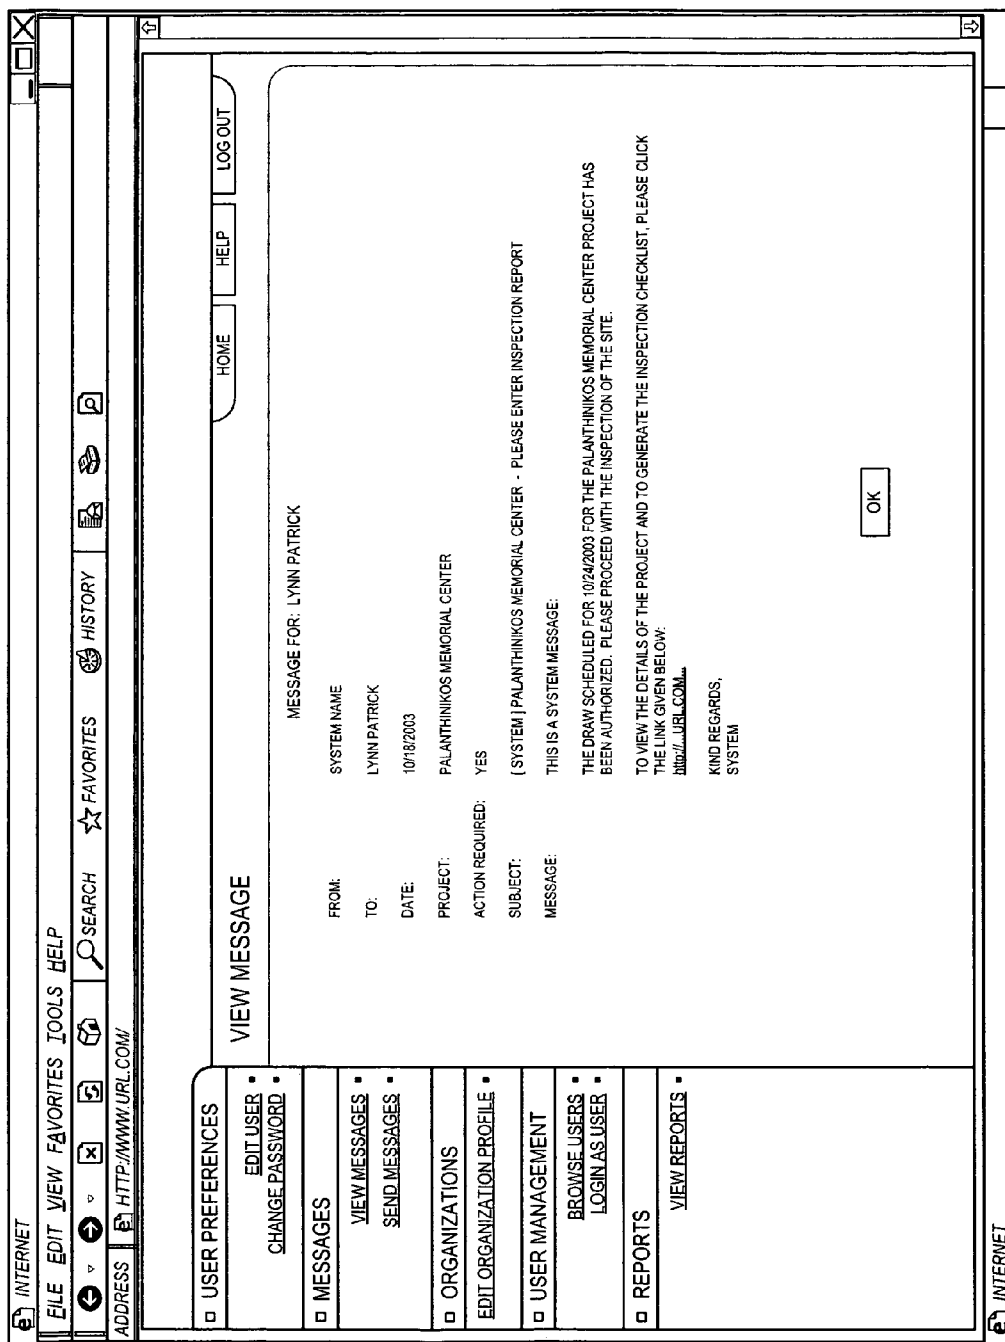 INTERNET
FILE EDIT VIEW FAVORITES TOOLS HELP
SEARCH FAVORITES HISTORY
ADDRESS HTTP://WWW.URL.COM/
HOME HELP LOG OUT
USER PREFERENCES
EDIT USER
CHANGE PASSWORD
MESSAGES
VIEW MESSAGES
SEND MESSAGES
ORGANIZATIONS
EDIT ORGANIZATION PROFILE
USER MANAGEMENT
BROWSE USERS
LOGIN AS USER
REPORTS
VIEW REPORTS
VIEW MESSAGE
MESSAGE FOR: LYNN PATRICK
FROM: SYSTEM NAME
TO: LYNN PATRICK
DATE: 10/18/2003
PROJECT: PALANTHINIKOS MEMORIAL CENTER
ACTION REQUIRED: YES
SUBJECT: [ SYSTEM ] PALANTHINIKOS MEMORIAL CENTER - PLEASE ENTER INSPECTION REPORT
MESSAGE: THIS IS A SYSTEM MESSAGE:
THE DRAW SCHEDULED FOR 10/24/2003 FOR THE PALANTHINIKOS MEMORIAL CENTER PROJECT HAS
BEEN AUTHORIZED. PLEASE PROCEED WITH THE INSPECTION OF THE SITE.
TO VIEW THE DETAILS OF THE PROJECT AND TO GENERATE THE INSPECTION CHECKLIST, PLEASE CLICK
THE LINK GIVEN BELOW:
http://...URL.COM...
KIND REGARDS,
SYSTEM
OK
INTERNET